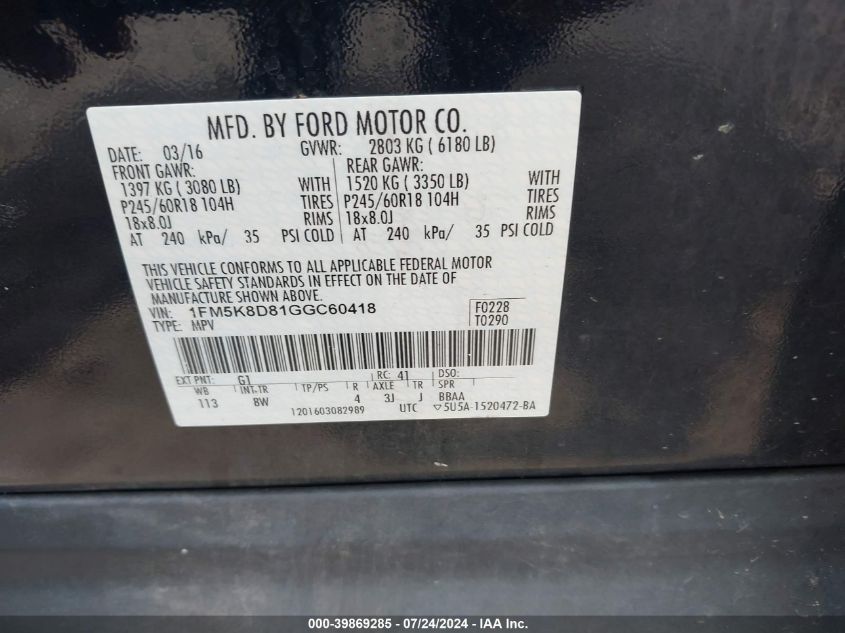 MFD. BY FORD MOTOR CO.
DATE: 03/16 GVWR: 2803 KG ( 6180 LB)
FRONT GAWR: REAR GAWR:
1397 KG ( 3080 LB) WITH 1520 KG ( 3350 LB) WITH
P245/60R18 104H TIRES P245/60R18 104H TIRES
18x8.0J RIMS 18x8.0J RIMS
AT 240 kPa/ 35 PSI COLD AT 240 kPa/ 35 PSI COLD
THIS VEHICLE CONFORMS TO ALL APPLICABLE FEDERAL MOTOR
VEHICLE SAFETY STANDARDS IN EFFECT ON THE DATE OF
MANUFACTURE SHOWN ABOVE.
VIN: 1FM5K8D81GGC60418 F0228
TYPE: MPV T0290
EXT PNT: G1 RC: 41 DSO:
WB INT TR TP/PS R AXLE TR SPR
113 BW 4 3J J BBAA
1201603082989 UTC ▽5U5A-1520472-BA
000-39869285 - 07/24/2024 - IAA, Inc.